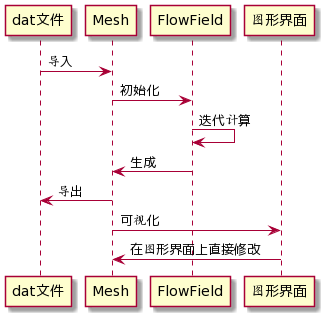 dat文件 Mesh FlowField 图形界面
导入
初始化
迭代计算
生成
导出
可视化
在图形界面上直接修改
dat文件 Mesh FlowField 图形界面